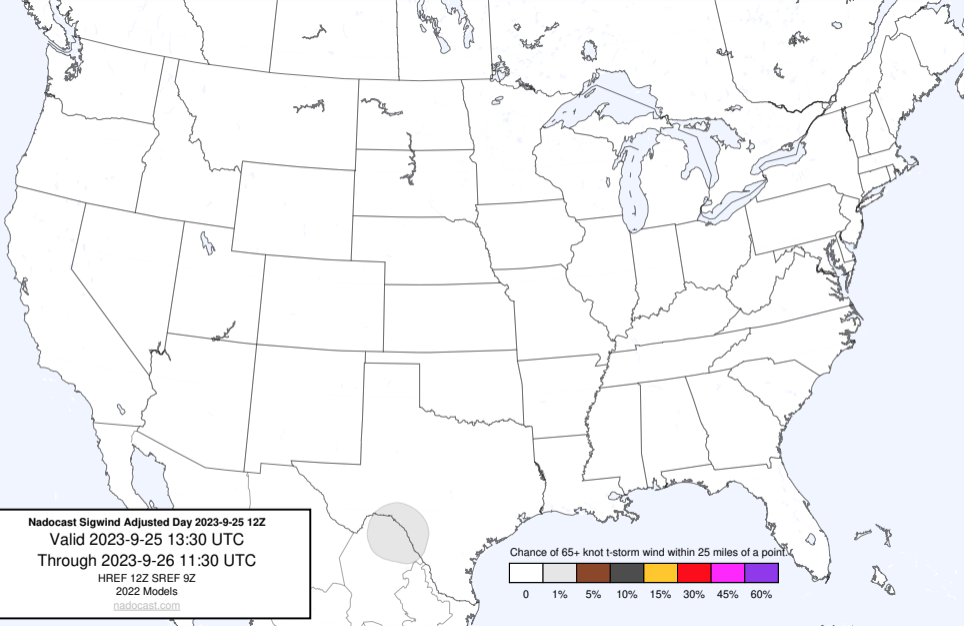 Nadocast Sigwind Adjusted Day 2023-9-25 12Z
Valid 2023-9-25 13:30 UTC
Through 2023-9-26 11:30 UTC
HREF 12Z SREF 9Z
2022 Models
nadocast.com
Chance of 65+ knot t-storm wind within 25 miles of a point.
0 1% 5% 10% 15% 30% 45% 60%